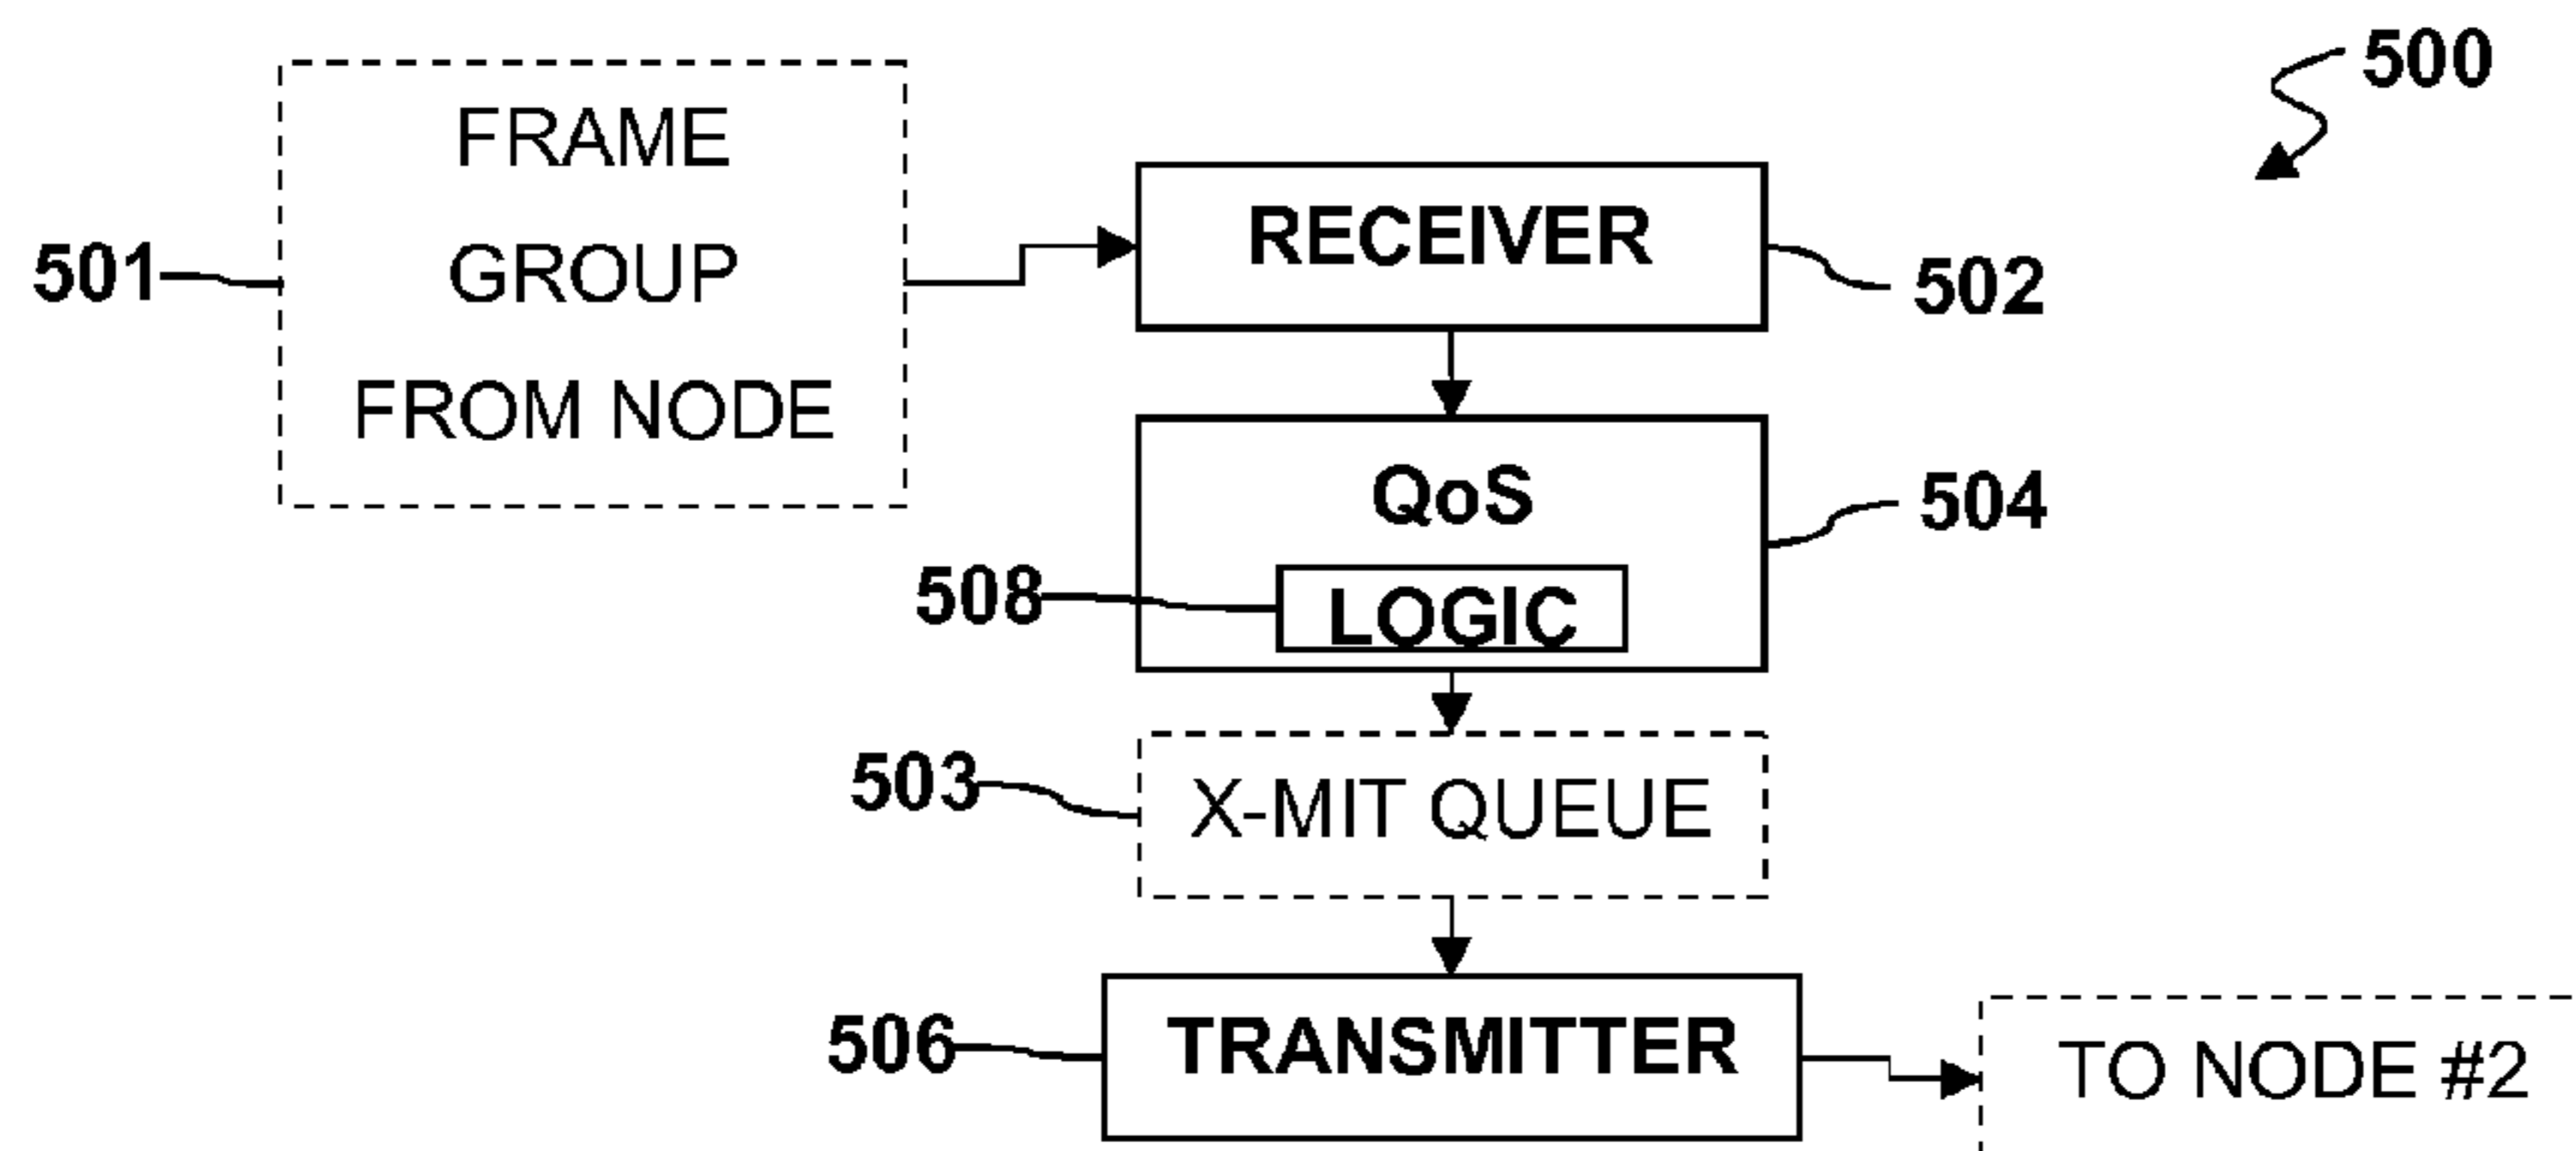 500
FRAME
GROUP
FROM NODE
501
RECEIVER
502
QoS
504
508
LOGIC
503
X-MIT QUEUE
506
TRANSMITTER
TO NODE #2